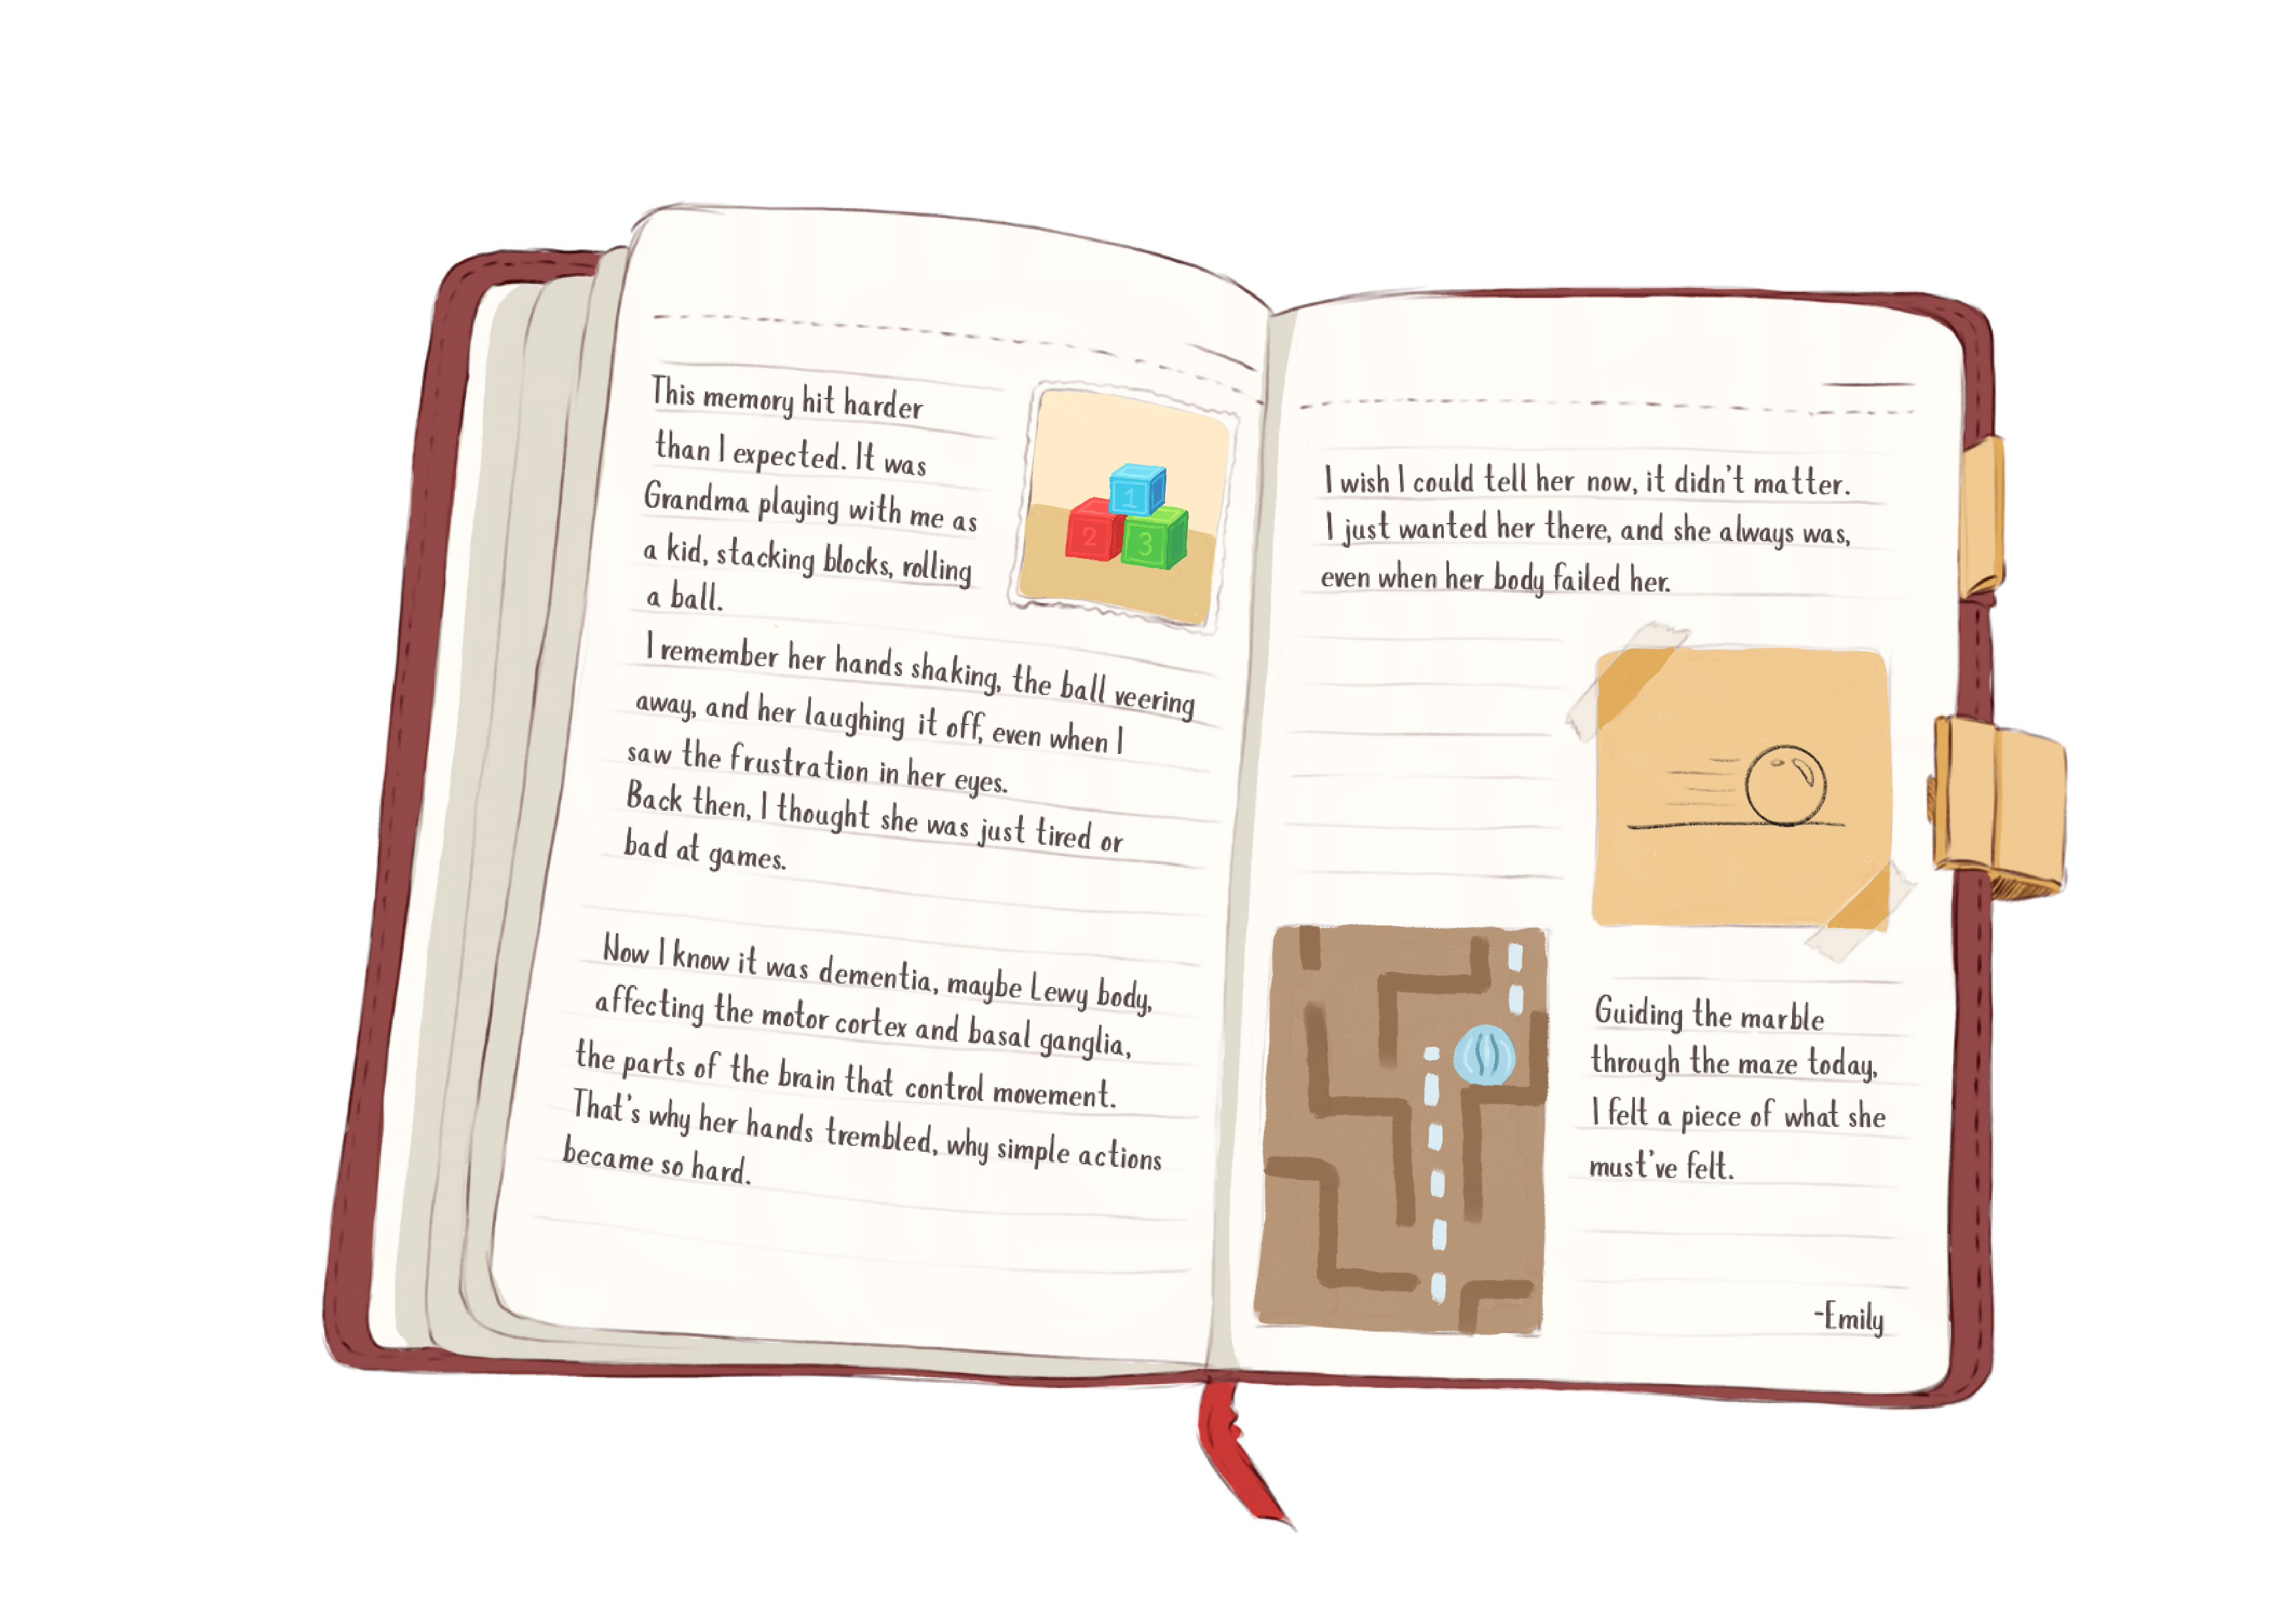 This memory hit harder
than I expected. It was
Grandma playing with me as
a kid, stacking blocks, rolling
a ball.
I remember her hands shaking, the ball veering
away, and her laughing it off, even when I
saw the frustration in her eyes.
Back then, I thought she was just tired or
bad at games.
Now I know it was dementia, maybe Lewy body,
affecting the motor cortex and basal ganglia,
the parts of the brain that control movement.
That's why her hands trembled, why simple actions
became so hard.
1
2
3
I wish I could tell her now, it didn't matter.
I just wanted her there, and she always was,
even when her body failed her.
Guiding the marble
through the maze today,
I felt a piece of what she
must've felt.
-Emily